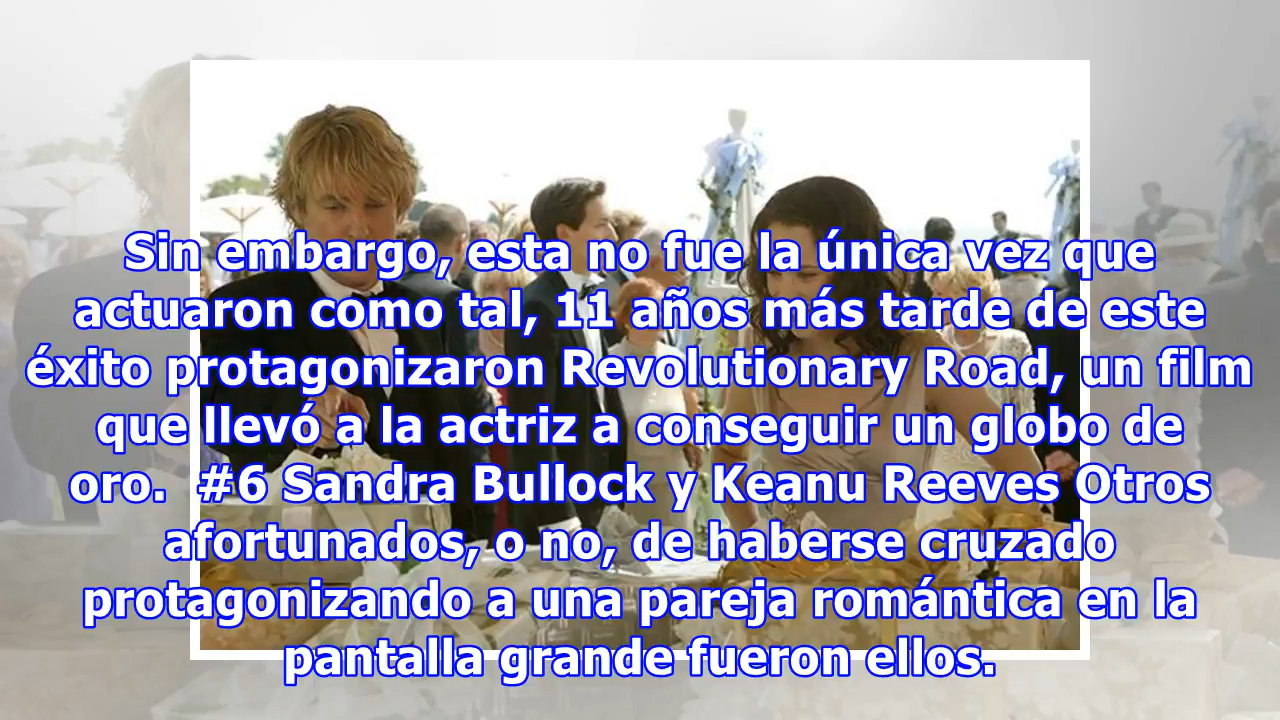 Sin embargo, esta no fue la única vez que
actuaron como tal, 11 años más tarde de este
éxito protagonizaron Revolutionary Road, un film
que llevó a la actriz a conseguir un globo de
oro.  #6 Sandra Bullock y Keanu Reeves Otros
afortunados, o no, de haberse cruzado
protagonizando a una pareja romántica en la
pantalla grande fueron ellos.